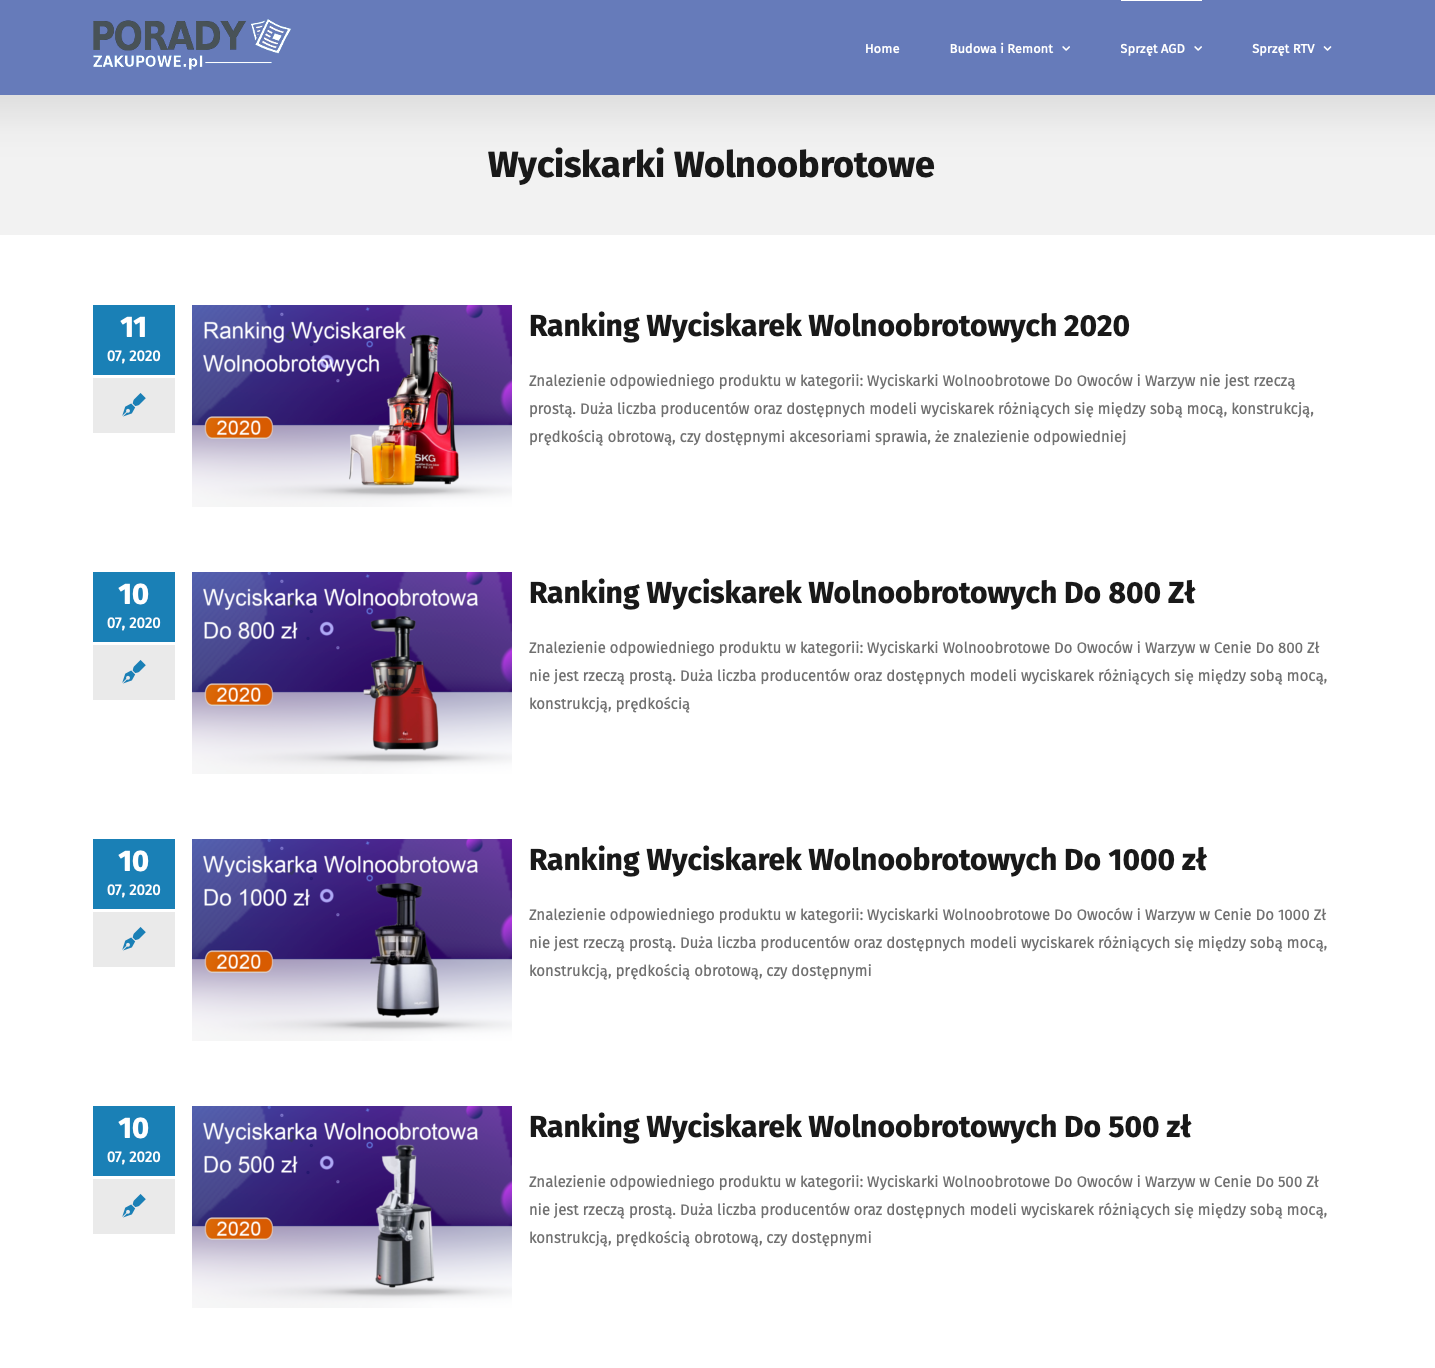 PORADY
ZAKUPOWE.pl
Home
Budowa i Remont
Sprzęt AGD
Sprzęt RTV
Wyciskarki Wolnoobrotowe
11
07, 2020
Ranking Wyciskarek
Wolnoobrotowych
2020
SKG
Ranking Wyciskarek Wolnoobrotowych 2020
Znalezienie odpowiedniego produktu w kategorii: Wyciskarki Wolnoobrotowe Do Owoców i Warzyw nie jest rzeczą
prostą. Duża liczba producentów oraz dostępnych modeli wyciskarek różniących się między sobą mocą, konstrukcją,
prędkością obrotową, czy dostępnymi akcesoriami sprawia, że znalezienie odpowiedniej
10
07, 2020
Wyciskarka Wolnoobrotowa
Do 800 zł
2020
Ranking Wyciskarek Wolnoobrotowych Do 800 Zł
Znalezienie odpowiedniego produktu w kategorii: Wyciskarki Wolnoobrotowe Do Owoców i Warzyw w Cenie Do 800 Zł
nie jest rzeczą prostą. Duża liczba producentów oraz dostępnych modeli wyciskarek różniących się między sobą mocą,
konstrukcją, prędkością
10
07, 2020
Wyciskarka Wolnoobrotowa
Do 1000 zł
2020
Ranking Wyciskarek Wolnoobrotowych Do 1000 zł
Znalezienie odpowiedniego produktu w kategorii: Wyciskarki Wolnoobrotowe Do Owoców i Warzyw w Cenie Do 1000 Zł
nie jest rzeczą prostą. Duża liczba producentów oraz dostępnych modeli wyciskarek różniących się między sobą mocą,
konstrukcją, prędkością obrotową, czy dostępnymi
10
07, 2020
Wyciskarka Wolnoobrotowa
Do 500 zł
2020
Ranking Wyciskarek Wolnoobrotowych Do 500 zł
Znalezienie odpowiedniego produktu w kategorii: Wyciskarki Wolnoobrotowe Do Owoców i Warzyw w Cenie Do 500 Zł
nie jest rzeczą prostą. Duża liczba producentów oraz dostępnych modeli wyciskarek różniących się między sobą mocą,
konstrukcją, prędkością obrotową, czy dostępnymi